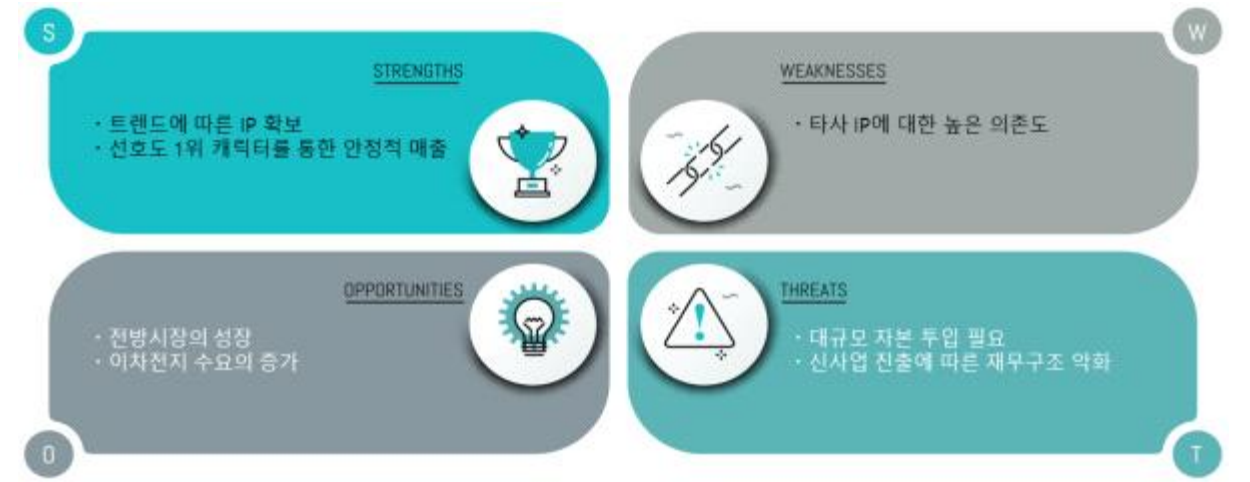 S
STRENGTHS
· 트렌드에 따른 IP 확보
· 선호도 1위 캐릭터를 통한 안정적 매출
W
WEAKNESSES
· 타사 IP에 대한 높은 의존도
O
OPPORTUNITIES
· 전방시장의 성장
· 이차전지 수요의 증가
T
THREATS
· 대규모 자본 투입 필요
· 신사업 진출에 따른 재무구조 악화